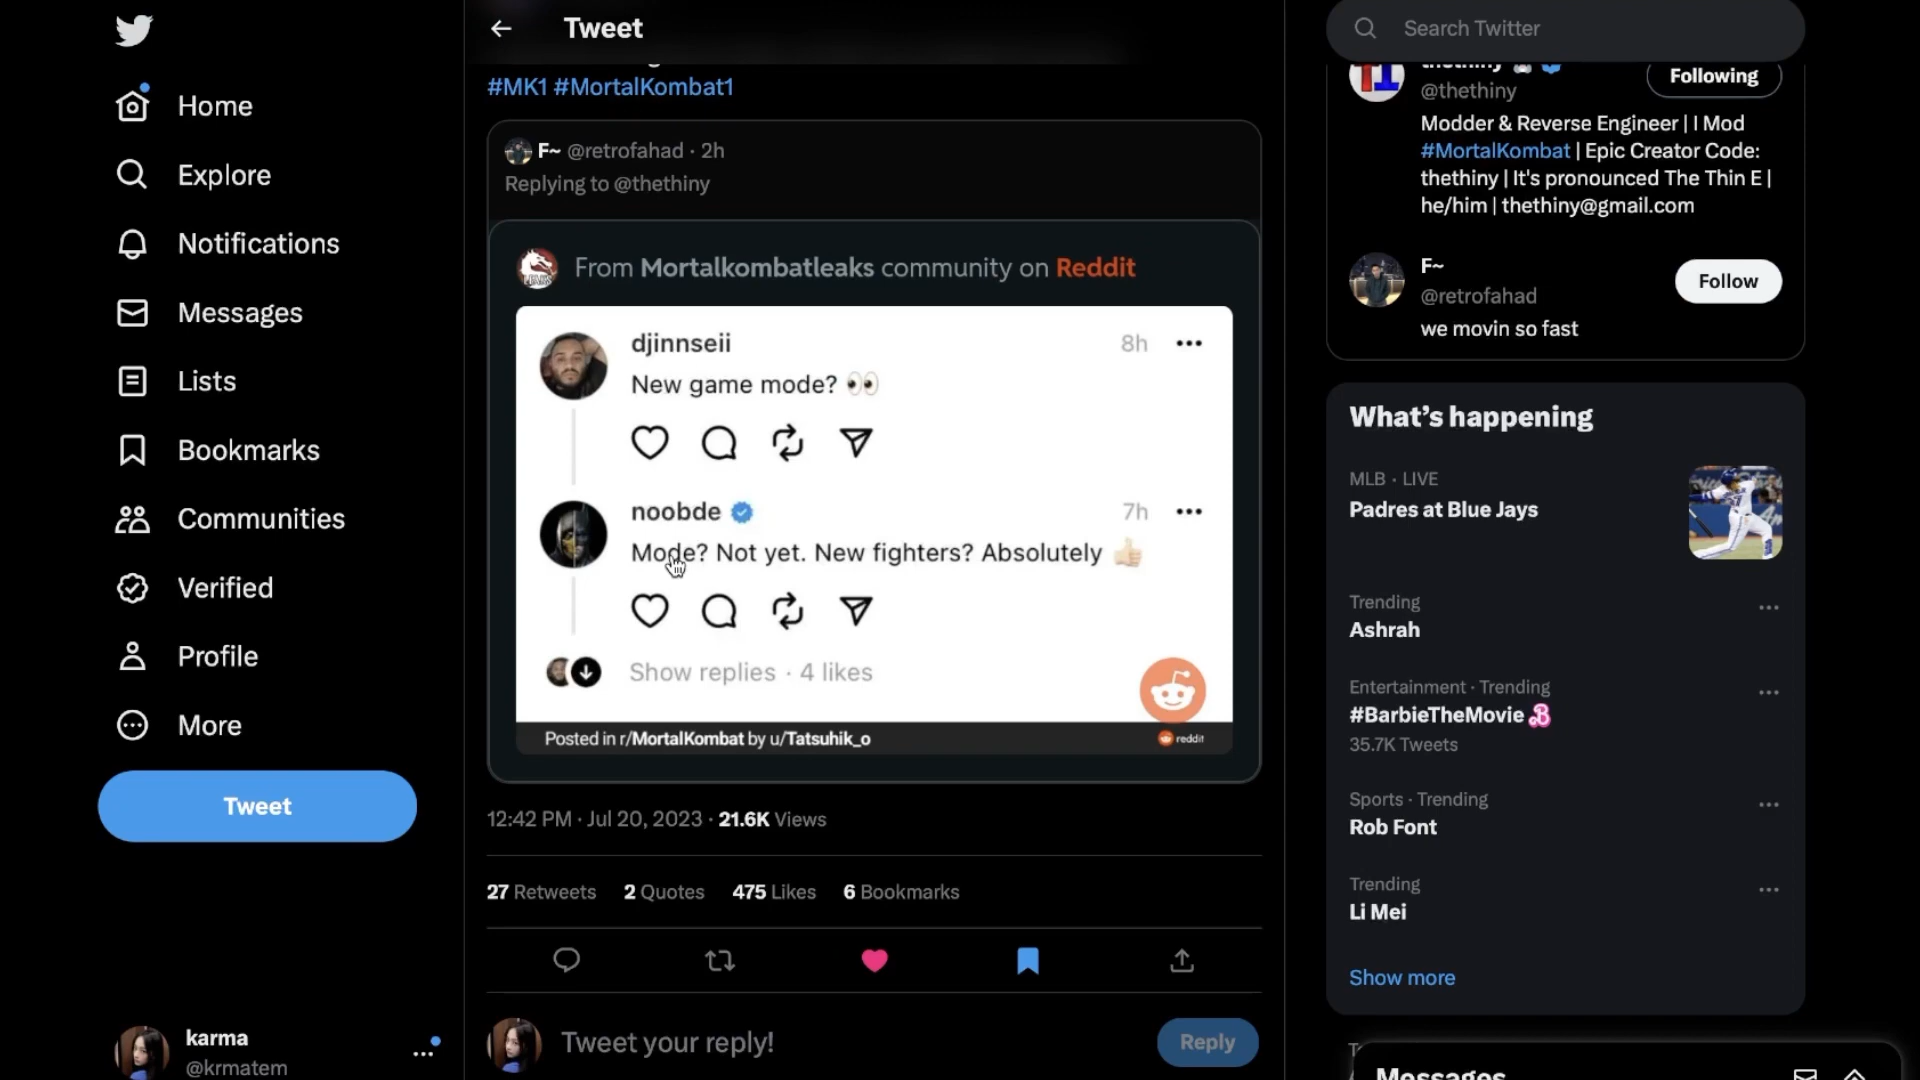 Home
Explore
Notifications
Messages
Lists
Bookmarks
Communities
Verified
Profile
More
Tweet
karma
@krmatem
Tweet
#MK1 #MortalKombat1
F~ @retrofahad · 2h
Replying to @thethiny
From Mortalkombatleaks community on Reddit
djinnseii 8h
New game mode? 👀
noobde 7h
Mode? Not yet. New fighters? Absolutely 👍🏻
Show replies · 4 likes
Posted in r/MortalKombat by u/Tatsuhik_o
reddit
12:42 PM · Jul 20, 2023 · 21.6K Views
27 Retweets 2 Quotes 475 Likes 6 Bookmarks
Tweet your reply!
Reply
Search Twitter
thethiny
Following
@thethiny
Modder & Reverse Engineer | I Mod
#MortalKombat | Epic Creator Code:
thethiny | It's pronounced The Thin E |
he/him | thethiny@gmail.com
F~
@retrofahad
Follow
we movin so fast
What's happening
MLB · LIVE
Padres at Blue Jays
Trending
Ashrah
Entertainment · Trending
#BarbieTheMovie
35.7K Tweets
Sports · Trending
Rob Font
Trending
Li Mei
Show more
Messages